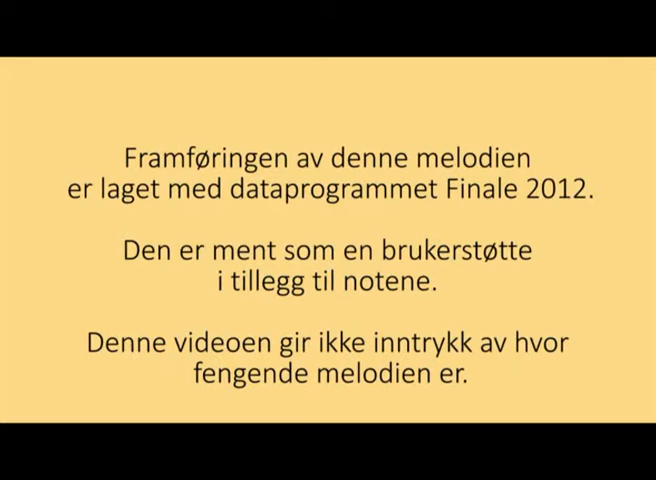 Framføringen av denne melodien
er laget med dataprogrammet Finale 2012.
Den er ment som en brukerstøtte
i tillegg til notene.
Denne videoen gir ikke inntrykk av hvor
fengende melodien er.